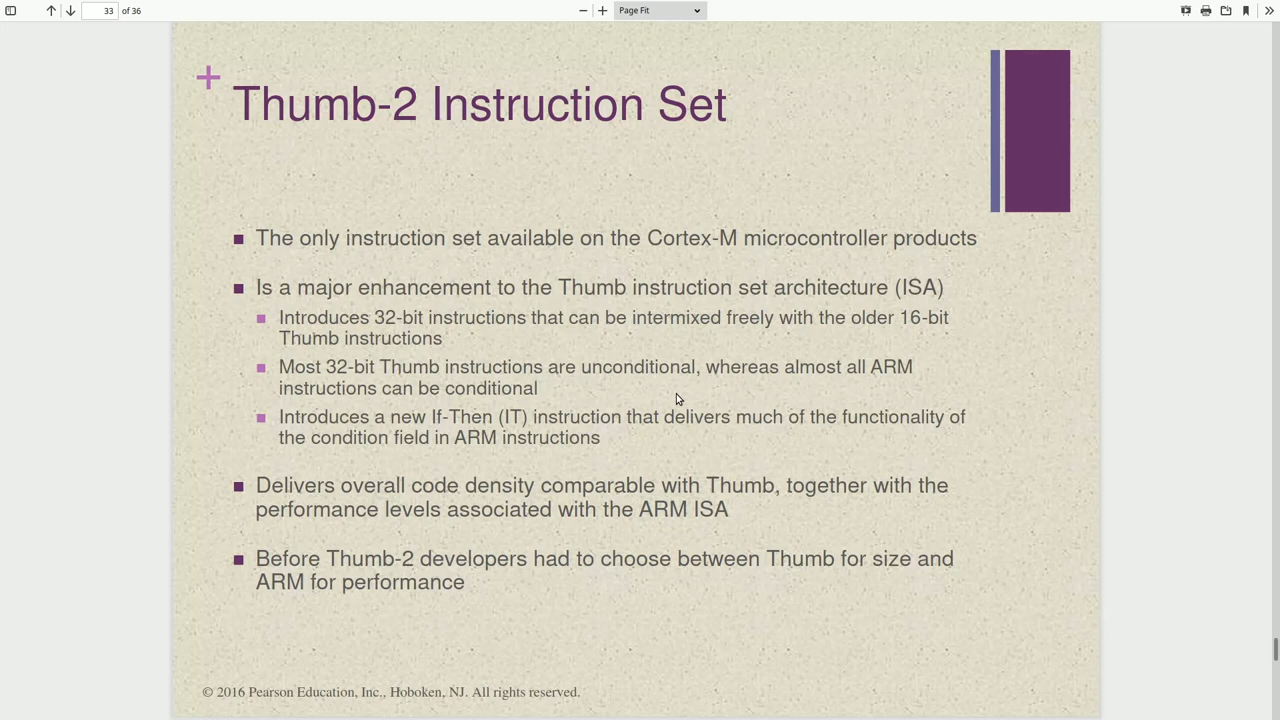 33 of 36 Page Fit
+
Thumb-2 Instruction Set
The only instruction set available on the Cortex-M microcontroller products
Is a major enhancement to the Thumb instruction set architecture (ISA)
Introduces 32-bit instructions that can be intermixed freely with the older 16-bit
Thumb instructions
Most 32-bit Thumb instructions are unconditional, whereas almost all ARM
instructions can be conditional
Introduces a new If-Then (IT) instruction that delivers much of the functionality of
the condition field in ARM instructions
Delivers overall code density comparable with Thumb, together with the
performance levels associated with the ARM ISA
Before Thumb-2 developers had to choose between Thumb for size and
ARM for performance
© 2016 Pearson Education, Inc., Hoboken, NJ. All rights reserved.